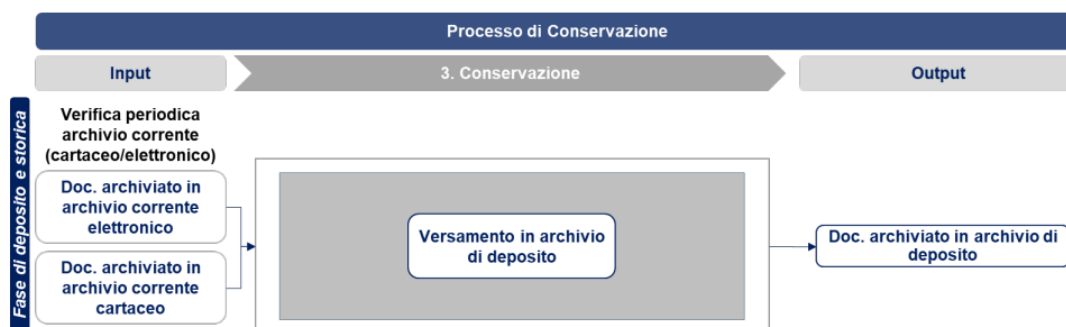 Processo di Conservazione
Input
3. Conservazione
Output
Fase di deposito e storica
Verifica periodica
archivio corrente
(cartaceo/elettronico)
Doc. archiviato in
archivio corrente
elettronico
Doc. archiviato in
archivio corrente
cartaceo
Versamento in archivio
di deposito
Doc. archiviato in archivio di
deposito